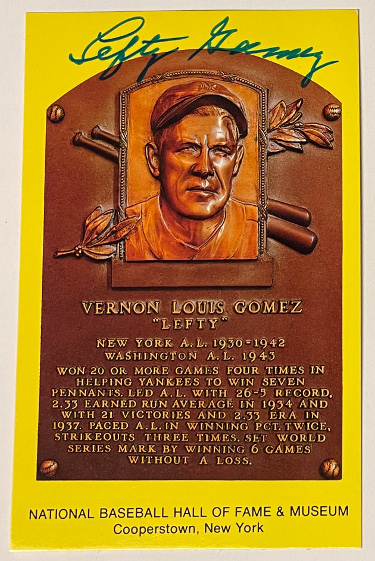 Lefty Gomez
VERNON LOUIS GOMEZ
"LEFTY"
NEW YORK A.L. 1930-1942
WASHINGTON A.L. 1943
WON 20 OR MORE GAMES FOUR TIMES IN
HELPING YANKEES TO WIN SEVEN
PENNANTS. LED A.L. WITH 26-5 RECORD,
2.33 EARNED RUN AVERAGE IN 1934 AND
WITH 21 VICTORIES AND 2.33 ERA IN
1937. PACED A.L. IN WINNING PCT. TWICE,
STRIKEOUTS THREE TIMES. SET WORLD
SERIES MARK BY WINNING 6 GAMES
WITHOUT A LOSS.
NATIONAL BASEBALL HALL OF FAME & MUSEUM
Cooperstown, New York